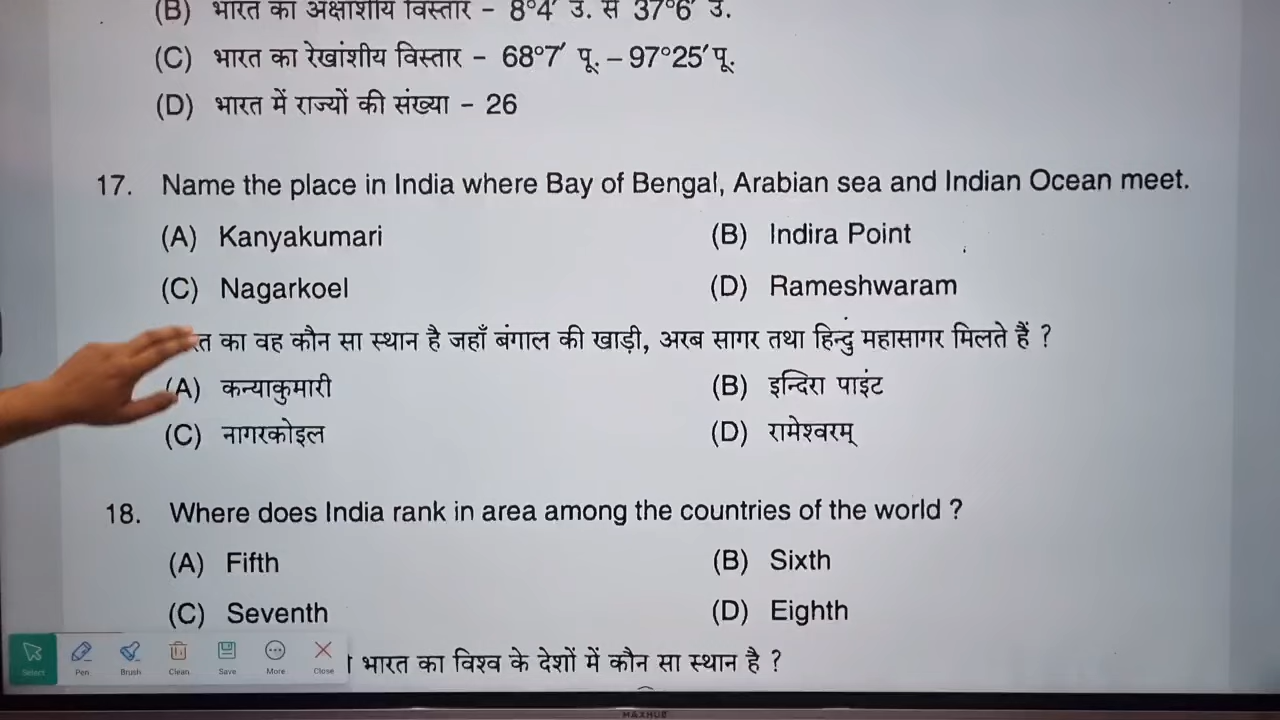 (B) भारत का अक्षांशीय विस्तार – 8°4′ उ. से 37°6′ उ.
(C) भारत का रेखांशीय विस्तार – 68°7′ पू. – 97°25′ पू.
(D) भारत में राज्यों की संख्या – 26
17. Name the place in India where Bay of Bengal, Arabian sea and Indian Ocean meet.
(A) Kanyakumari (B) Indira Point
(C) Nagarkoel (D) Rameshwaram
का वह कौन सा स्थान है जहाँ बंगाल की खाड़ी, अरब सागर तथा हिन्दु महासागर मिलते हैं ?
(A) कन्याकुमारी (B) इन्दिरा पाइंट
(C) नागरकोइल (D) रामेश्वरम्
18. Where does India rank in area among the countries of the world ?
(A) Fifth (B) Sixth
(C) Seventh (D) Eighth
भारत का विश्व के देशों में कौन सा स्थान है ?
Select Pen Brush Clean Save More Close
MAXHUB